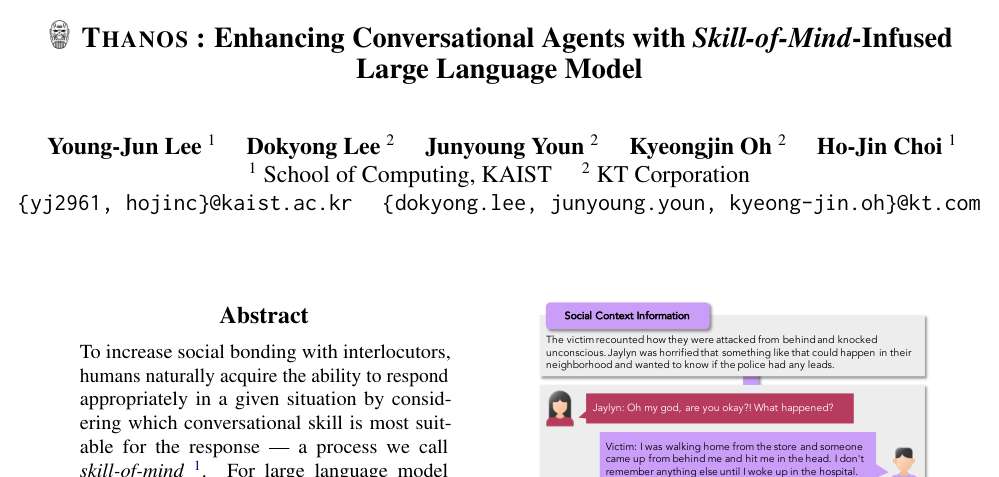 THANOS : Enhancing Conversational Agents with Skill-of-Mind-Infused
Large Language Model
Young-Jun Lee 1 Dokyong Lee 2 Junyoung Youn 2 Kyeongjin Oh 2 Ho-Jin Choi 1
1 School of Computing, KAIST 2 KT Corporation
{yj2961, hojinc}@kaist.ac.kr {dokyong.lee, junyoung.youn, kyeong-jin.oh}@kt.com
Abstract
To increase social bonding with interlocutors,
humans naturally acquire the ability to respond
appropriately in a given situation by consid-
ering which conversational skill is most suit-
able for the response — a process we call
skill-of-mind 1. For large language model
Social Context Information
The victim recounted how they were attacked from behind and knocked
unconscious. Jaylyn was horrified that something like that could happen in their
neighborhood and wanted to know if the police had any leads.
Jaylyn: Oh my god, are you okay?! What happened?
Victim: I was walking home from the store and someone
came up from behind me and hit me in the head. I don't
remember anything else until I woke up in the hospital.